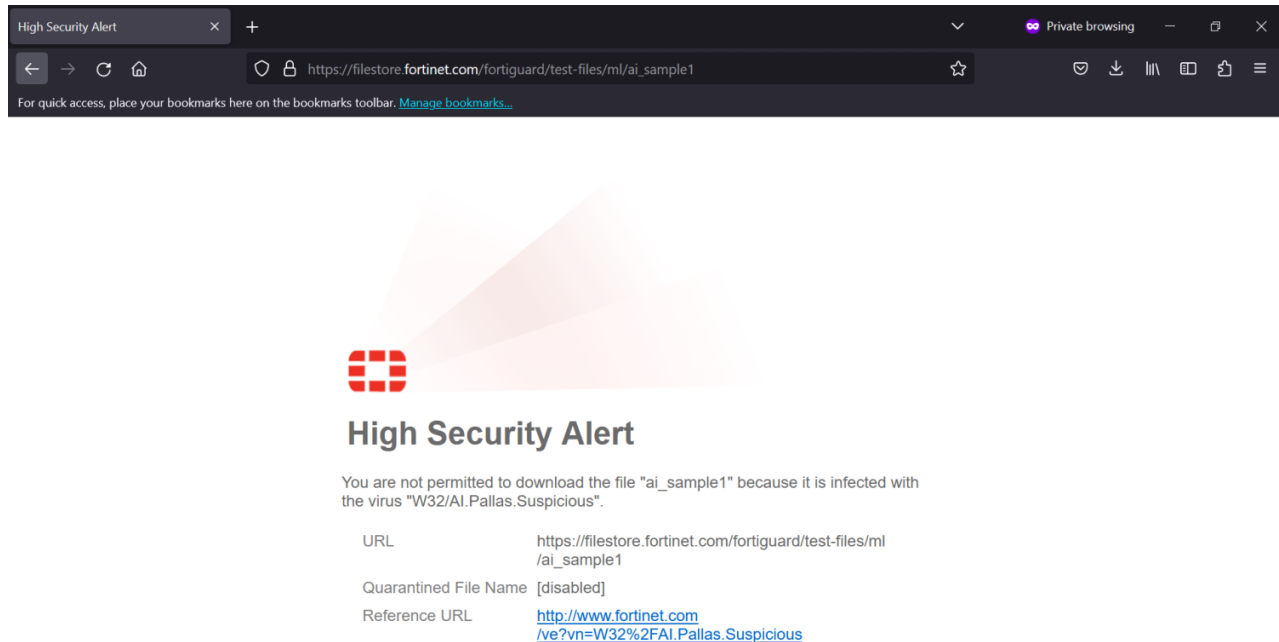 High Security Alert
Private browsing
https://filestore.fortinet.com/fortiguard/test-files/ml/ai_sample1
For quick access, place your bookmarks here on the bookmarks toolbar. Manage bookmarks...
High Security Alert
You are not permitted to download the file "ai_sample1" because it is infected with
the virus "W32/AI.Pallas.Suspicious".
URL https://filestore.fortinet.com/fortiguard/test-files/ml
/ai_sample1
Quarantined File Name [disabled]
Reference URL http://www.fortinet.com
/ve?vn=W32%2FAI.Pallas.Suspicious